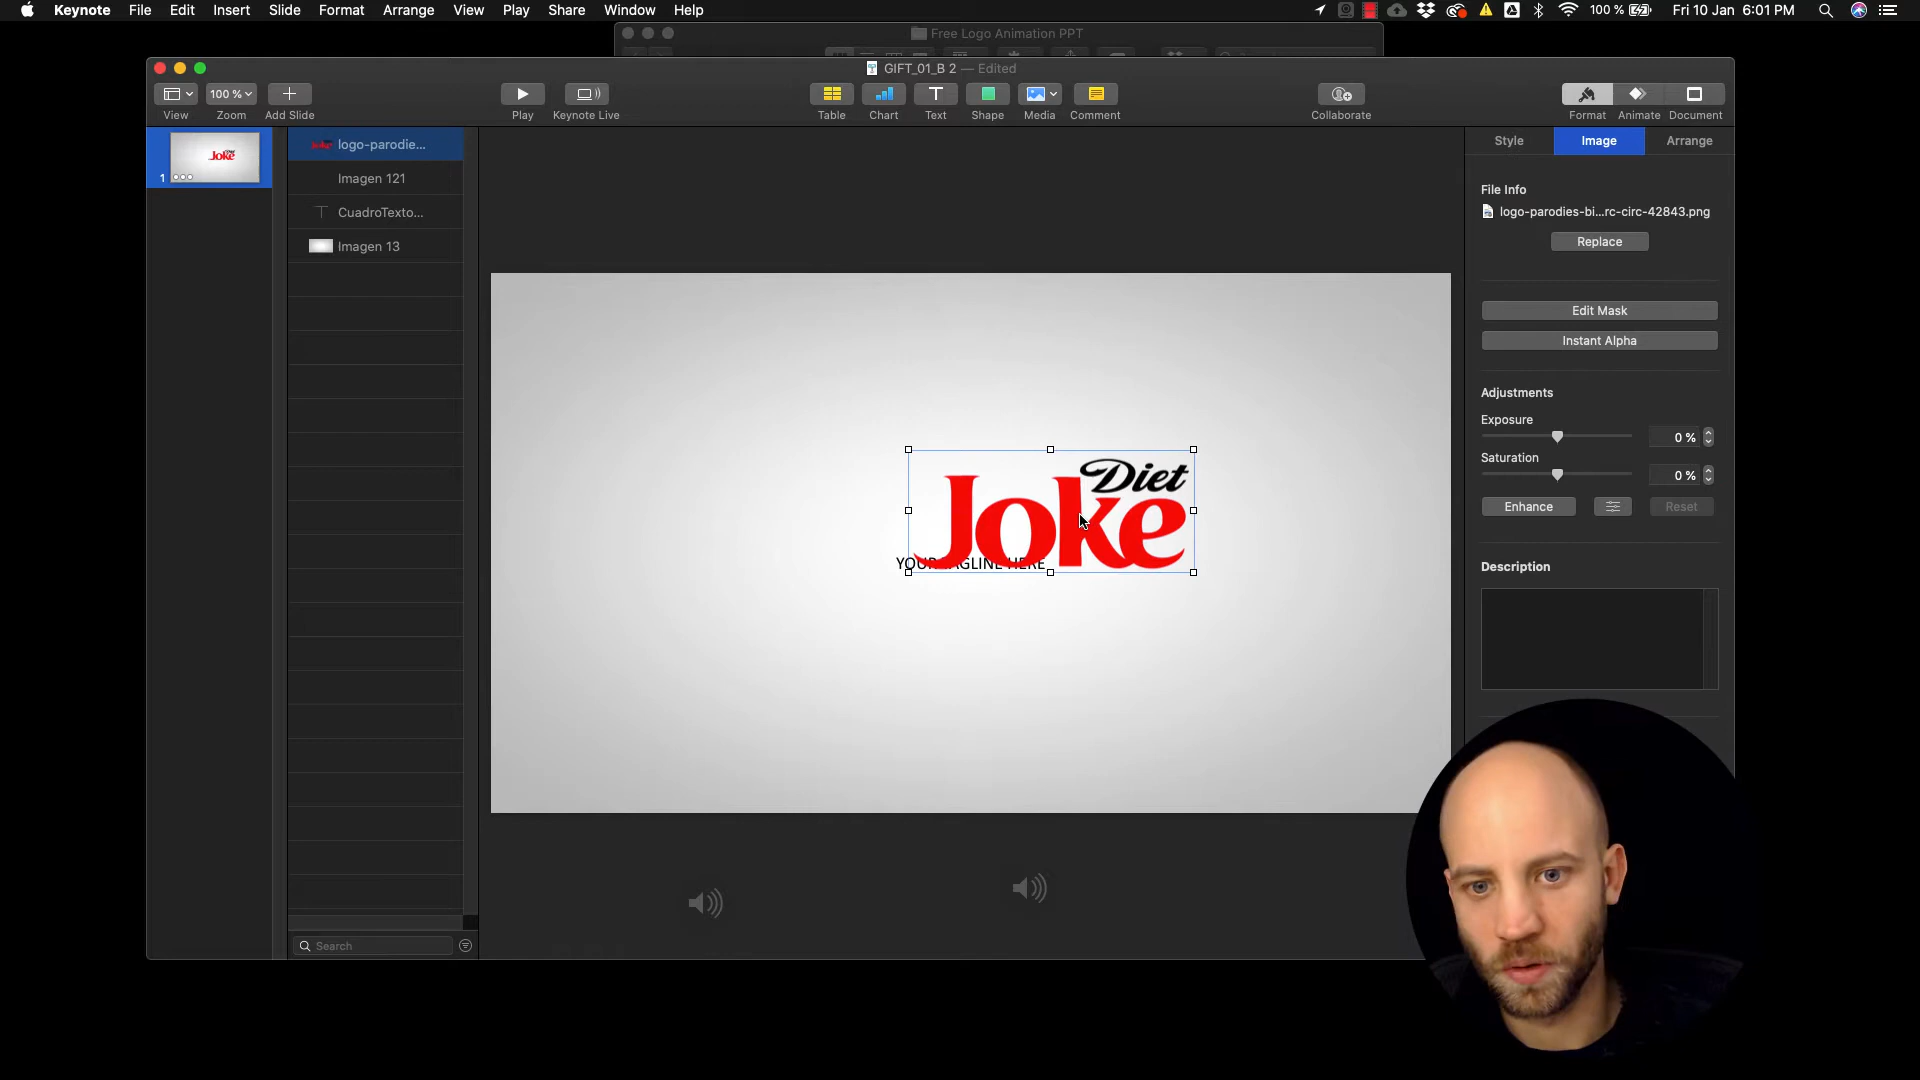 Keynote File Edit Insert Slide Format Arrange View Play Share Window Help 100 % Fri 10 Jan 6:01 PM
Free Logo Animation PPT
GIFT_01_B 2 — Edited
100 %
View Zoom Add Slide Play Keynote Live Table Chart Text Shape Media Comment Collaborate Format Animate Document
Joke
1
logo-parodie...
Imagen 121
CuadroTexto...
Imagen 13
Search
Diet
Joke
YOUR TAGLINE HERE
Style Image Arrange
File Info
logo-parodies-bi...rc-circ-42843.png
Replace
Edit Mask
Instant Alpha
Adjustments
Exposure
0 %
Saturation
0 %
Enhance Reset
Description